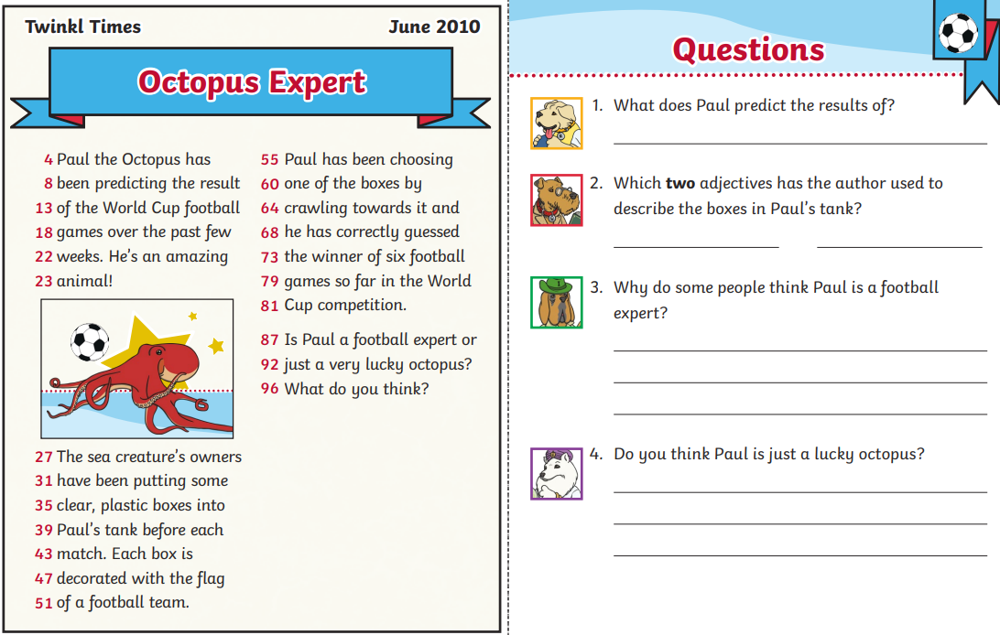 Twinkl Times
June 2010
Octopus Expert
4 Paul the Octopus has
8 been predicting the result
13 of the World Cup football
18 games over the past few
22 weeks. He's an amazing
23 animal!
27 The sea creature's owners
31 have been putting some
35 clear, plastic boxes into
39 Paul's tank before each
43 match. Each box is
47 decorated with the flag
51 of a football team.
55 Paul has been choosing
60 one of the boxes by
64 crawling towards it and
68 he has correctly guessed
73 the winner of six football
79 games so far in the World
81 Cup competition.
87 Is Paul a football expert or
92 just a very lucky octopus?
96 What do you think?
Questions
1. What does Paul predict the results of?
2. Which two adjectives has the author used to
describe the boxes in Paul's tank?
3. Why do some people think Paul is a football
expert?
4. Do you think Paul is just a lucky octopus?